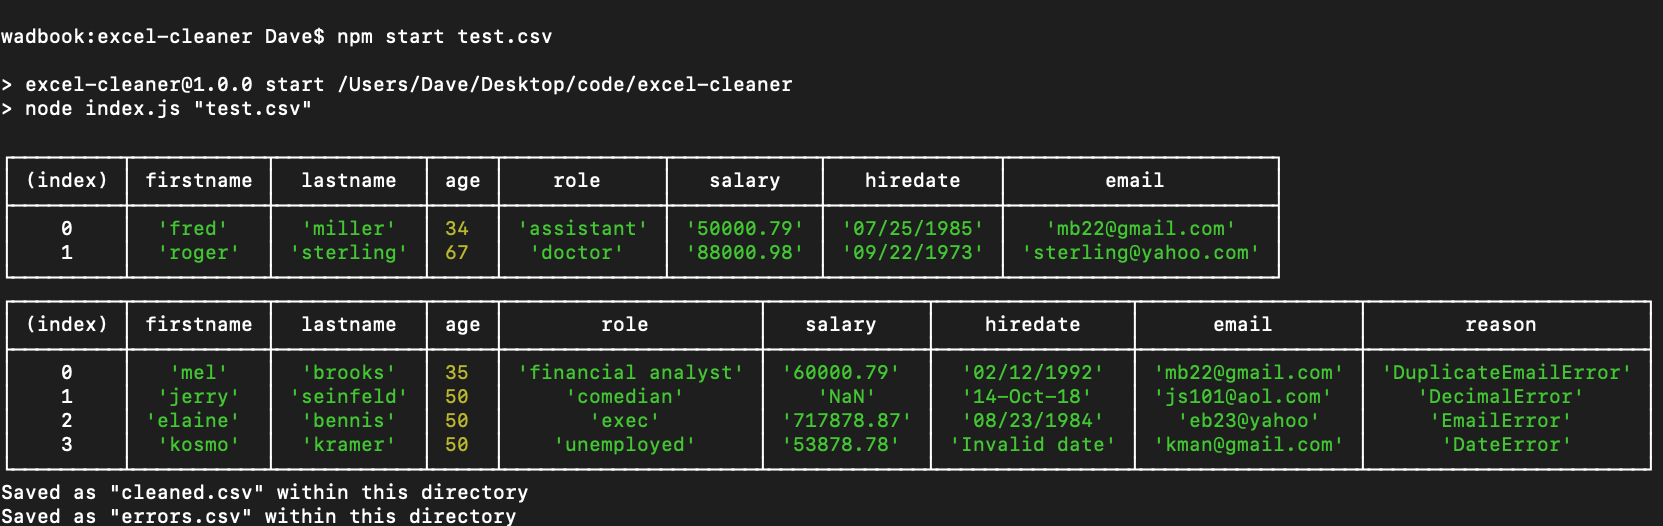 wadbook:excel-cleaner Dave$ npm start test.csv
> excel-cleaner@1.0.0 start /Users/Dave/Desktop/code/excel-cleaner
> node index.js "test.csv"
(index) firstname lastname age role salary hiredate email
0 'fred' 'miller' 34 'assistant' '50000.79' '07/25/1985' 'mb22@gmail.com'
1 'roger' 'sterling' 67 'doctor' '88000.98' '09/22/1973' 'sterling@yahoo.com'
(index) firstname lastname age role salary hiredate email reason
0 'mel' 'brooks' 35 'financial analyst' '60000.79' '02/12/1992' 'mb22@gmail.com' 'DuplicateEmailError'
1 'jerry' 'seinfeld' 50 'comedian' 'NaN' '14-Oct-18' 'js101@aol.com' 'DecimalError'
2 'elaine' 'bennis' 50 'exec' '717878.87' '08/23/1984' 'eb23@yahoo' 'EmailError'
3 'kosmo' 'kramer' 50 'unemployed' '53878.78' 'Invalid date' 'kman@gmail.com' 'DateError'
Saved as "cleaned.csv" within this directory
Saved as "errors.csv" within this directory